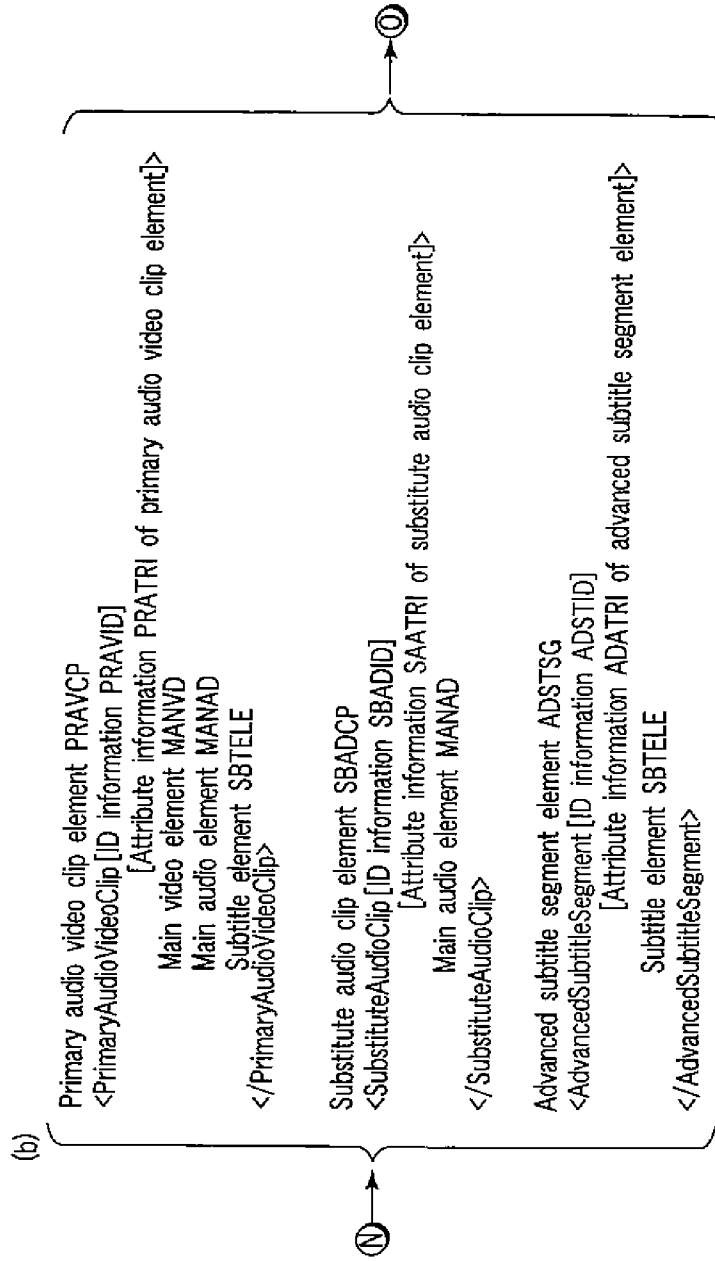 (b)
Primary audio video clip element PRAVCP
<PrimaryAudioVideoClip [ID information PRAVID]
[Attribute information PRATRI of primary audio video clip element]>
Main video element MANVD
Main audio element MANAD
Subtitle element SBTELE
</PrimaryAudioVideoClip>
Substitute audio clip element SBADCP
<SubstituteAudioClip [ID information SBADID]
[Attribute information SAATRI of substitute audio clip element]>
Main audio element MANAD
</SubstituteAudioClip>
Advanced subtitle segment element ADSTSG
<AdvancedSubtitleSegment [ID information ADSTID]
[Attribute information ADATRI of advanced subtitle segment element]>
Subtitle element SBTELE
</AdvancedSubtitleSegment>
N
O